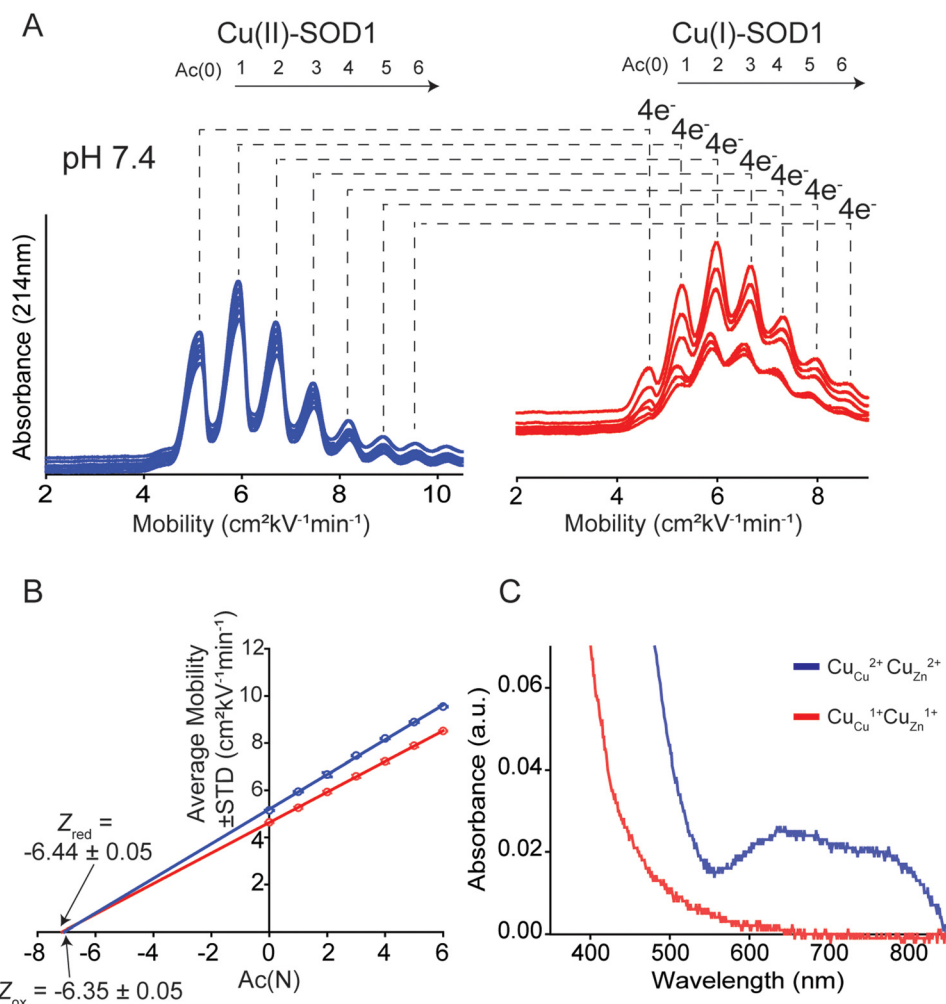 A
Cu(II)-SOD1
Ac(0) 1 2 3 4 5 6
Cu(I)-SOD1
Ac(0) 1 2 3 4 5 6
pH 7.4
4e⁻
4e⁻
4e⁻
4e⁻
4e⁻
4e⁻
4e⁻
Absorbance (214nm)
2 4 6 8 10
Mobility (cm²kV⁻¹min⁻¹)
2 4 6 8
Mobility (cm²kV⁻¹min⁻¹)
B
Average Mobility
±STD (cm²kV⁻¹min⁻¹)
12
10
8
6
4
2
Z_red =
-6.44 ± 0.05
-8 -6 -4 -2 0 2 4 6
Ac(N)
Z_ox = -6.35 ± 0.05
C
Absorbance (a.u.)
0.06
0.04
0.02
0.00
Cu_Cu²⁺Cu_Zn²⁺
Cu_Cu¹⁺Cu_Zn¹⁺
400 500 600 700 800
Wavelength (nm)